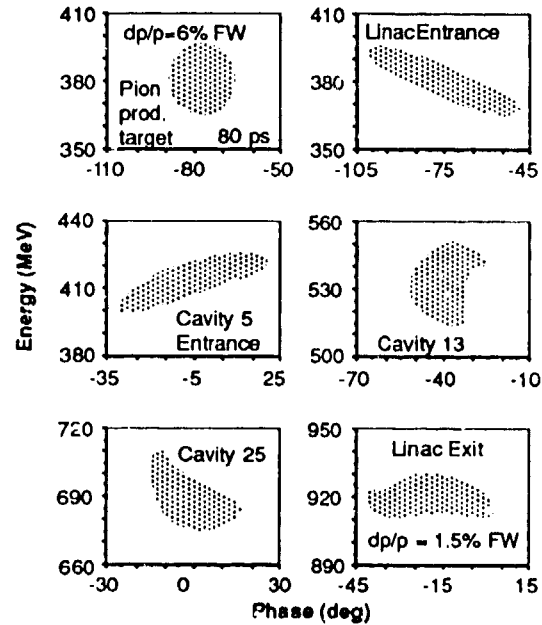 410
380
350
dp/p=6% FW
Pion
prod.
target
80 ps
-110
-80
-50
410
380
350
LinacEntrance
-105
-75
-45
Energy (MeV)
440
410
380
Cavity 5
Entrance
-35
-5
25
560
530
500
Cavity 13
-70
-40
-10
720
690
660
Cavity 25
-30
0
30
950
920
890
Linac Exit
dp/p = 1.5% FW
-45
-15
15
Phase (deg)